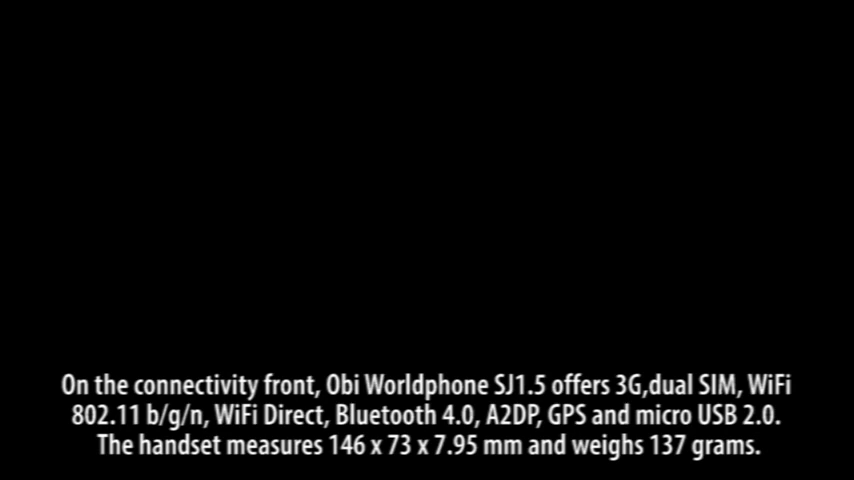 On the connectivity front, Obi Worldphone SJ1.5 offers 3G,dual SIM, WiFi
802.11 b/g/n, WiFi Direct, Bluetooth 4.0, A2DP, GPS and micro USB 2.0.
The handset measures 146 x 73 x 7.95 mm and weighs 137 grams.